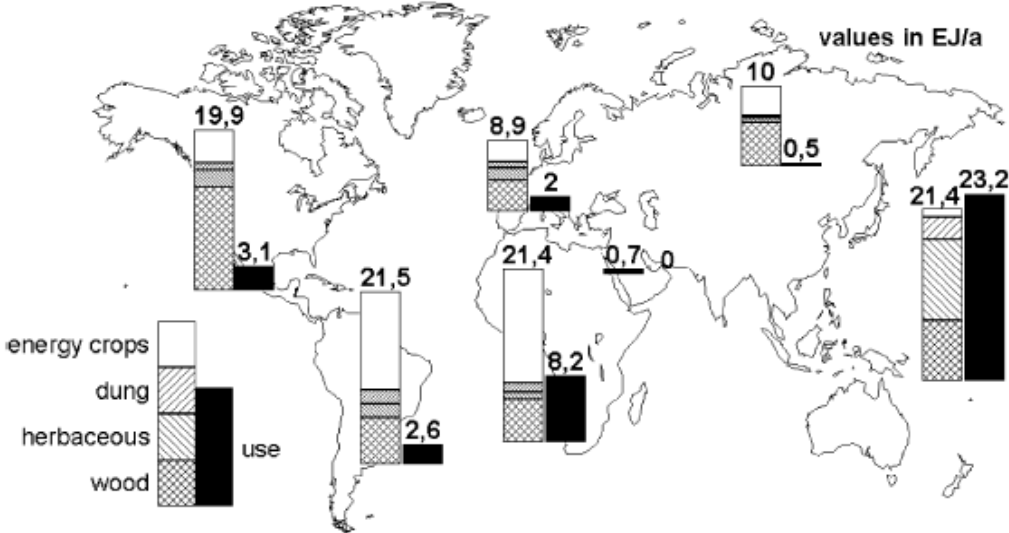 values in EJ/a
10
0,5
19,9
3,1
8,9
2
21,4
23,2
21,5
2,6
21,4
8,2
0,7
0
energy crops
dung
herbaceous
wood
use